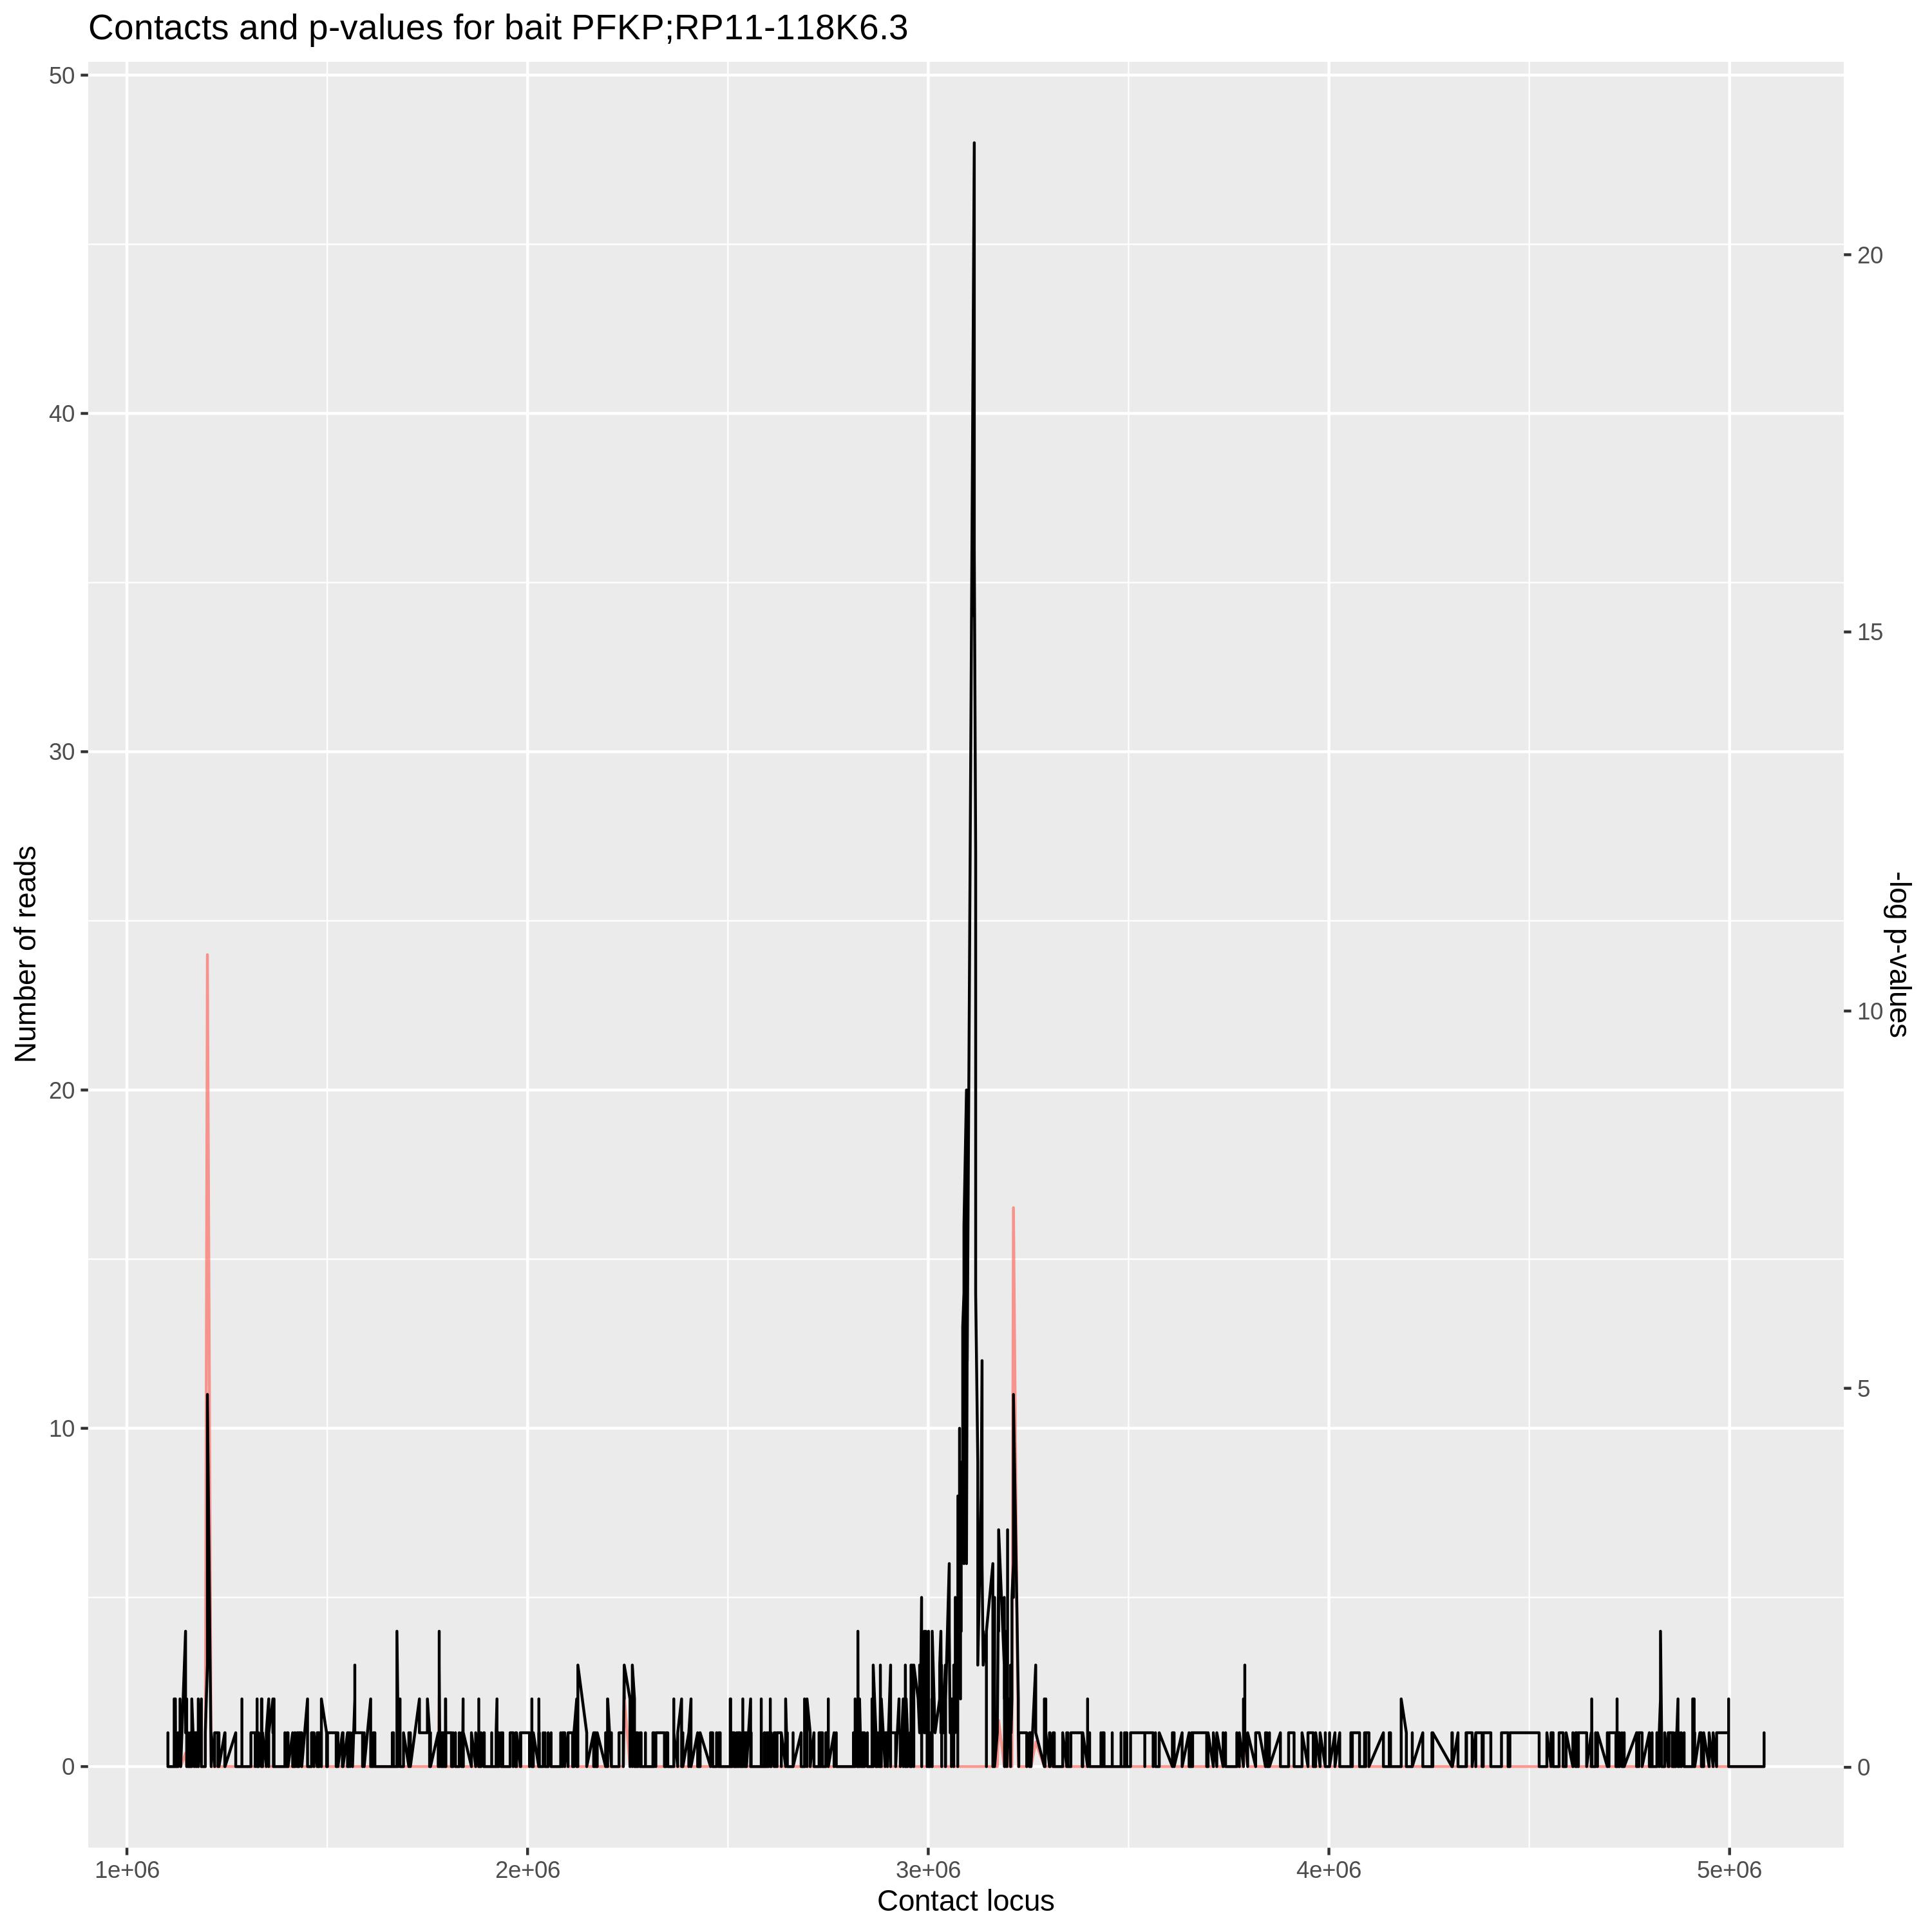 Contacts and p-values for bait PFKP;RP11-118K6.3
50
40
30
20
10
0
Number of reads
20
15
10
5
0
-log p-values
1e+06
2e+06
3e+06
4e+06
5e+06
Contact locus